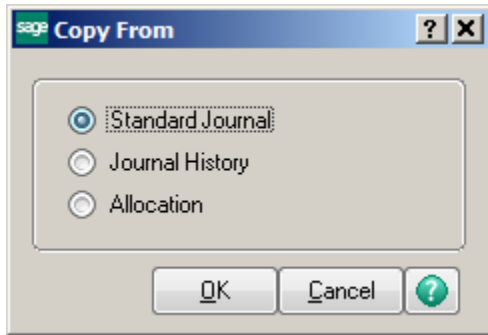 sage Copy From ? X
Standard Journal
Journal History
Allocation
OK Cancel ?